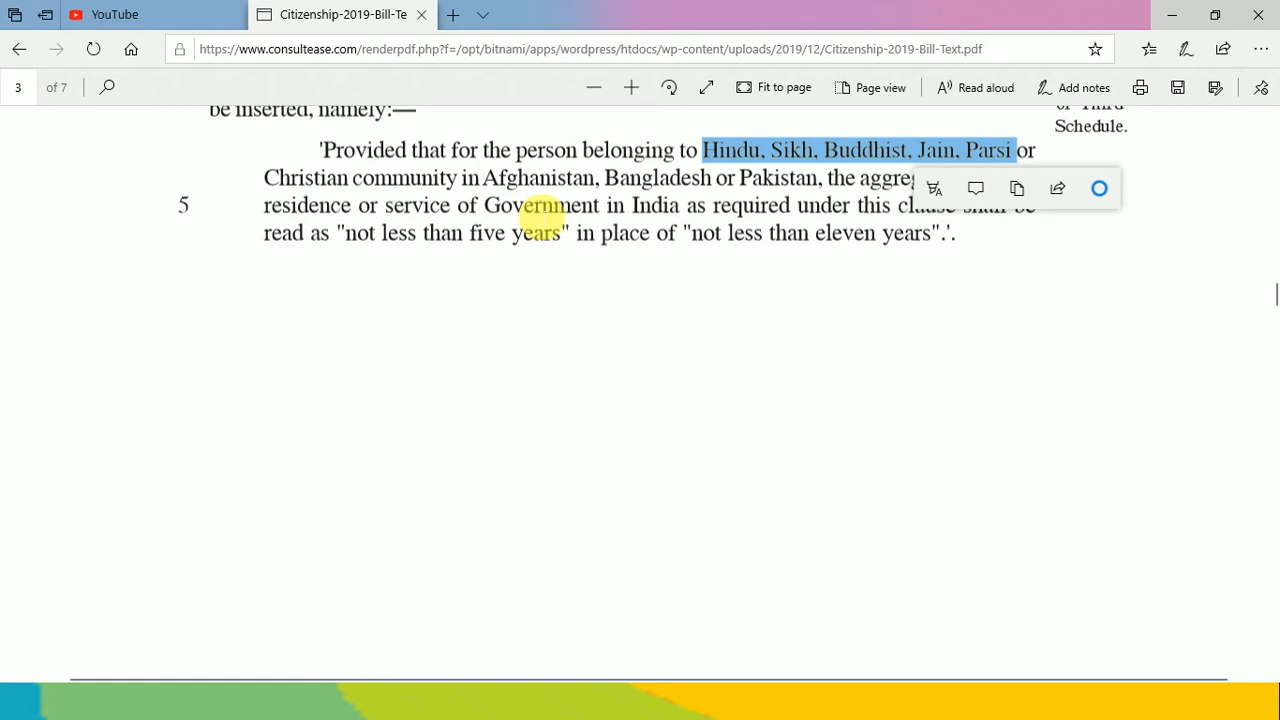 YouTube
Citizenship-2019-Bill-Te
https://www.consultease.com/renderpdf.php?f=/opt/bitnami/apps/wordpress/htdocs/wp-content/uploads/2019/12/Citizenship-2019-Bill-Text.pdf
3 of 7
Fit to page
Page view
Read aloud
Add notes
be inserted, namely:—
of Third
Schedule.
'Provided that for the person belonging to Hindu, Sikh, Buddhist, Jain, Parsi or
Christian community in Afghanistan, Bangladesh or Pakistan, the
5 residence or service of Government in India as required under this clause shall be
read as "not less than five years" in place of "not less than eleven years".'.